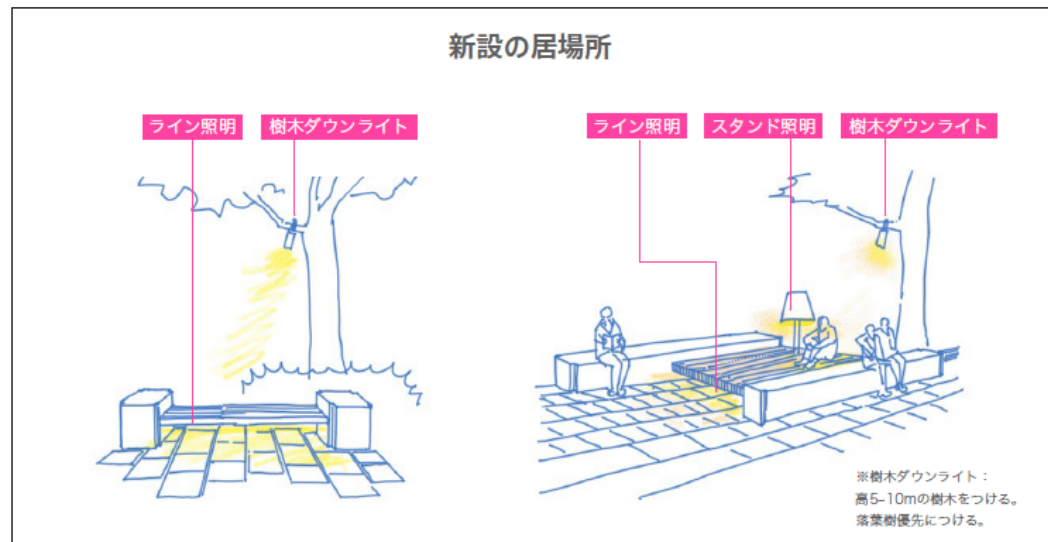 新設の居場所
ライン照明
樹木ダウンライト
ライン照明
スタンド照明
樹木ダウンライト
※樹木ダウンライト：
高5-10mの樹木をつける。
落葉樹優先につける。